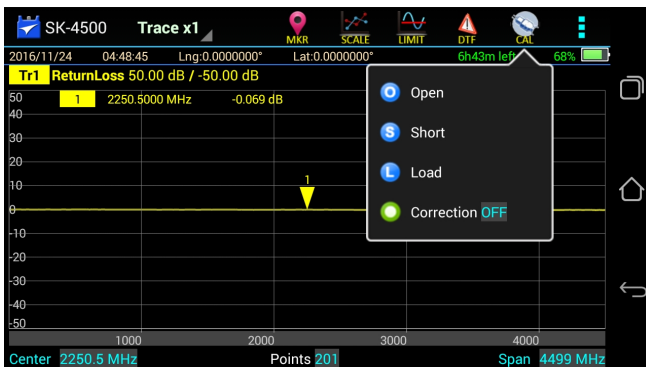 SK-4500 Trace x1 MKR SCALE LIMIT DTF CAL
2016/11/24 04:48:45 Lng:0.0000000° Lat:0.0000000° 6h43m left 68%
Tr1 ReturnLoss 50.00 dB / -50.00 dB
50 1 2250.5000 MHz -0.069 dB
40
30
20
10
0
-10
-20
-30
-40
-50
1
O Open
S Short
L Load
Correction OFF
1000 2000 3000 4000
Center 2250.5 MHz Points 201 Span 4499 MHz